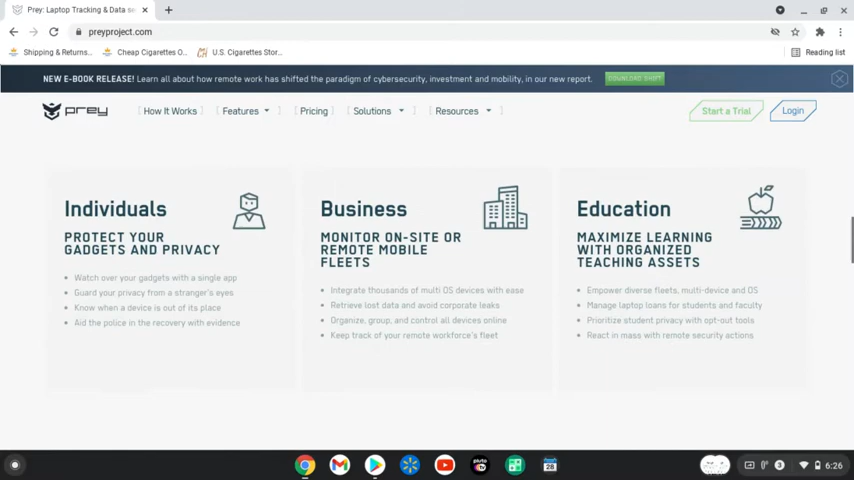 Prey: Laptop Tracking & Data se
preyproject.com
Shipping & Returns...
Cheap Cigarettes O...
U.S. Cigarettes Stor...
Reading list
NEW E-BOOK RELEASE! Learn all about how remote work has shifted the paradigm of cybersecurity, investment and mobility, in our new report.
DOWNLOAD SHIFT
prey
How It Works
Features
Pricing
Solutions
Resources
Start a Trial
Login
Individuals
PROTECT YOUR
GADGETS AND PRIVACY
Watch over your gadgets with a single app
Guard your privacy from a stranger's eyes
Know when a device is out of its place
Aid the police in the recovery with evidence
Business
MONITOR ON-SITE OR
REMOTE MOBILE
FLEETS
Integrate thousands of multi OS devices with ease
Retrieve lost data and avoid corporate leaks
Organize, group, and control all devices online
Keep track of your remote workforce's fleet
Education
MAXIMIZE LEARNING
WITH ORGANIZED
TEACHING ASSETS
Empower diverse fleets, multi-device and OS
Manage laptop loans for students and faculty
Prioritize student privacy with opt-out tools
React in mass with remote security actions
pluto tv
28
3
6:26